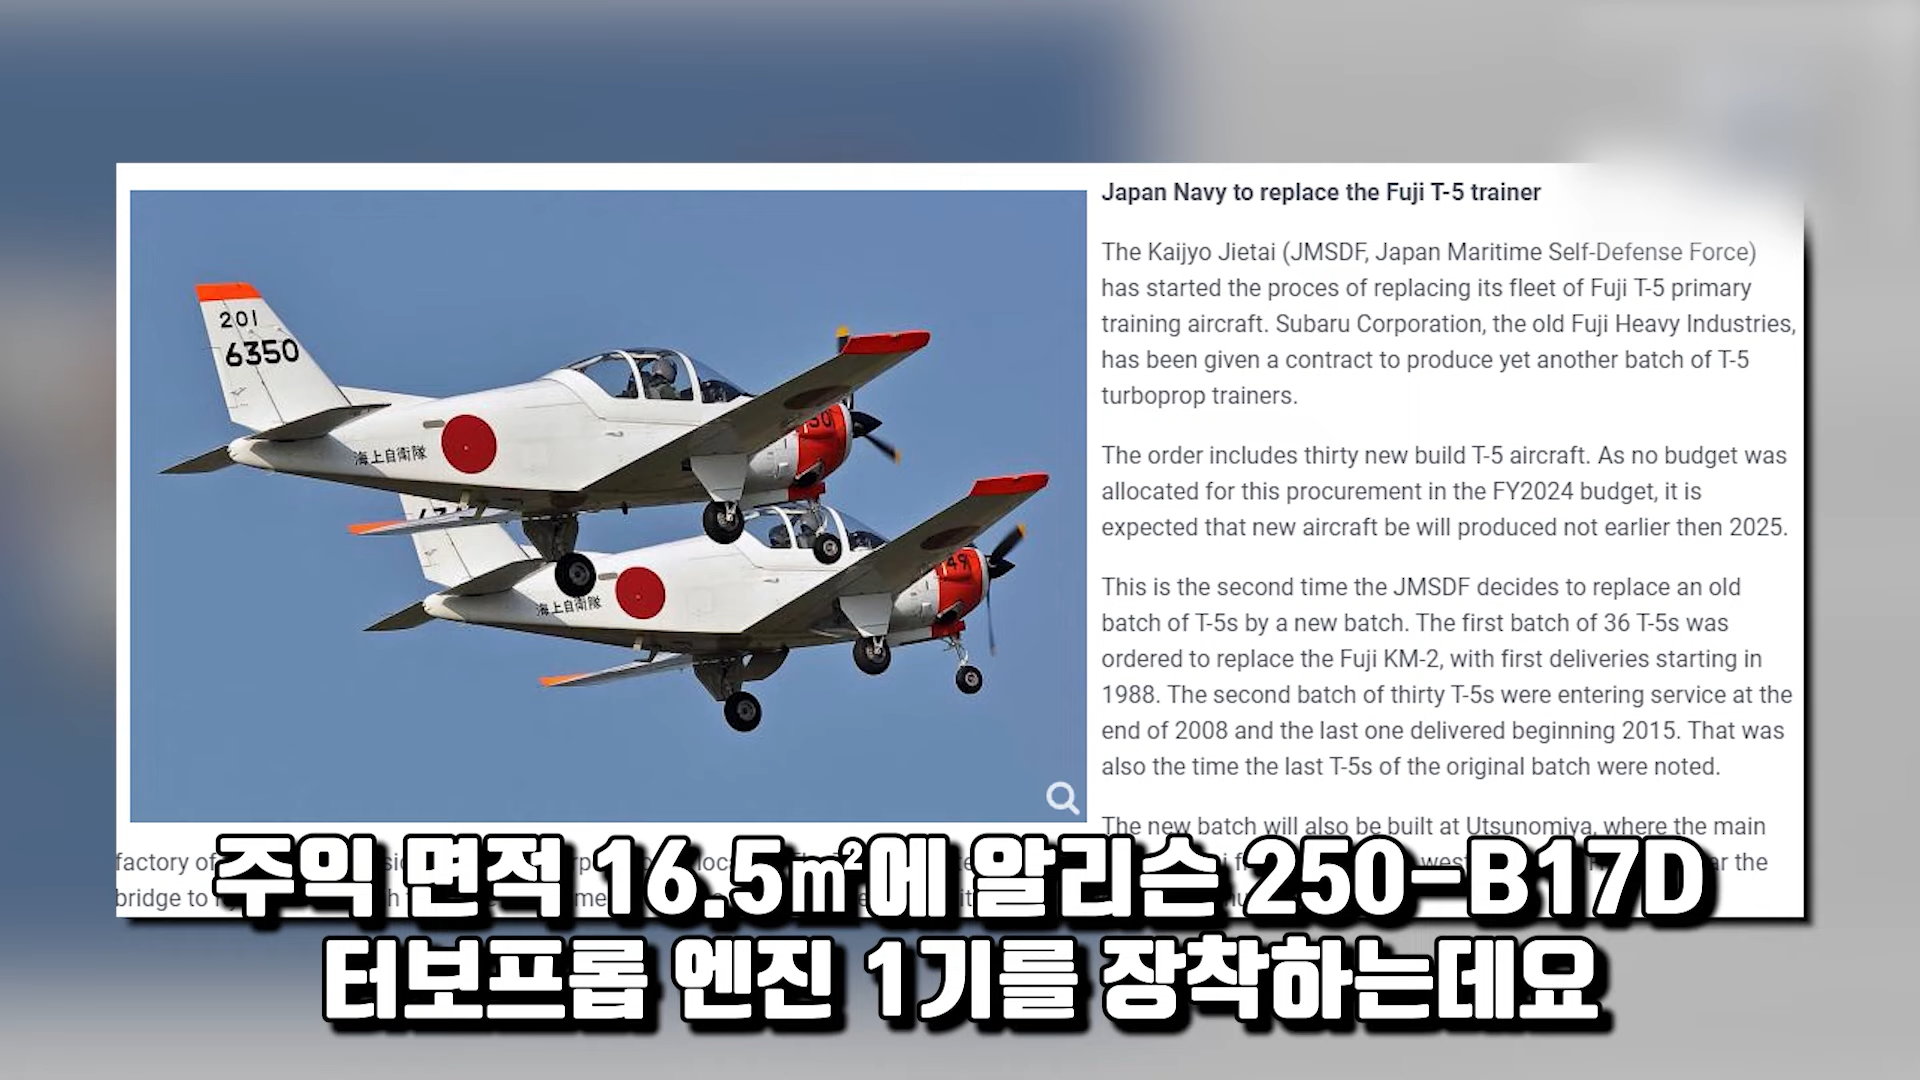 Japan Navy to replace the Fuji T-5 trainer
The Kaijyo Jietai (JMSDF, Japan Maritime Self-Defense Force)
has started the proces of replacing its fleet of Fuji T-5 primary
training aircraft. Subaru Corporation, the old Fuji Heavy Industries,
has been given a contract to produce yet another batch of T-5
turboprop trainers.
The order includes thirty new build T-5 aircraft. As no budget was
allocated for this procurement in the FY2024 budget, it is
expected that new aircraft be will produced not earlier then 2025.
This is the second time the JMSDF decides to replace an old
batch of T-5s by a new batch. The first batch of 36 T-5s was
ordered to replace the Fuji KM-2, with first deliveries starting in
1988. The second batch of thirty T-5s were entering service at the
end of 2008 and the last one delivered beginning 2015. That was
also the time the last T-5s of the original batch were noted.
The new batch will also be built at Utsunomiya, where the main
factory of
bridge to
201
6350
海上自衛隊
50
海上自衛隊
49
주익 면적 16.5㎡에 알리슨 250-B17D
터보프롭 엔진 1기를 장착하는데요